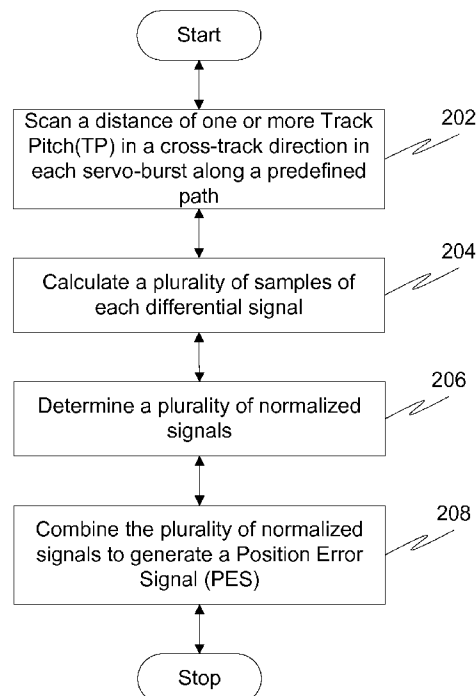 Start
Scan a distance of one or more Track
Pitch(TP) in a cross-track direction in
each servo-burst along a predefined
path
202
Calculate a plurality of samples of
each differential signal
204
Determine a plurality of normalized
signals
206
Combine the plurality of normalized
signals to generate a Position Error
Signal (PES)
208
Stop